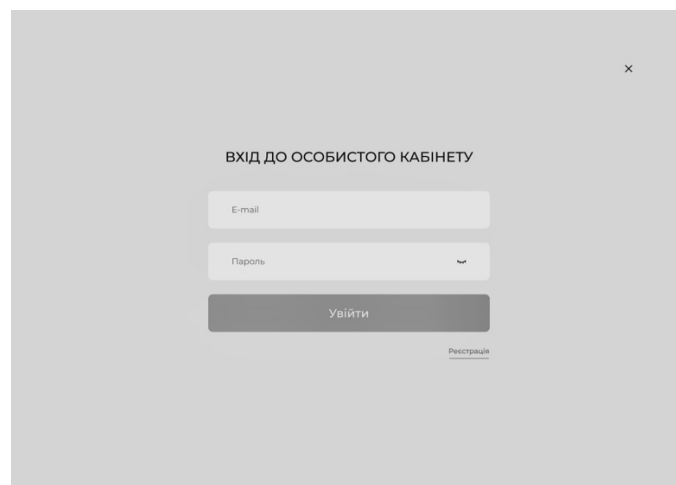 ВХІД ДО ОСОБИСТОГО КАБІНЕТУ
E-mail
Пароль
Увійти
Реєстрація